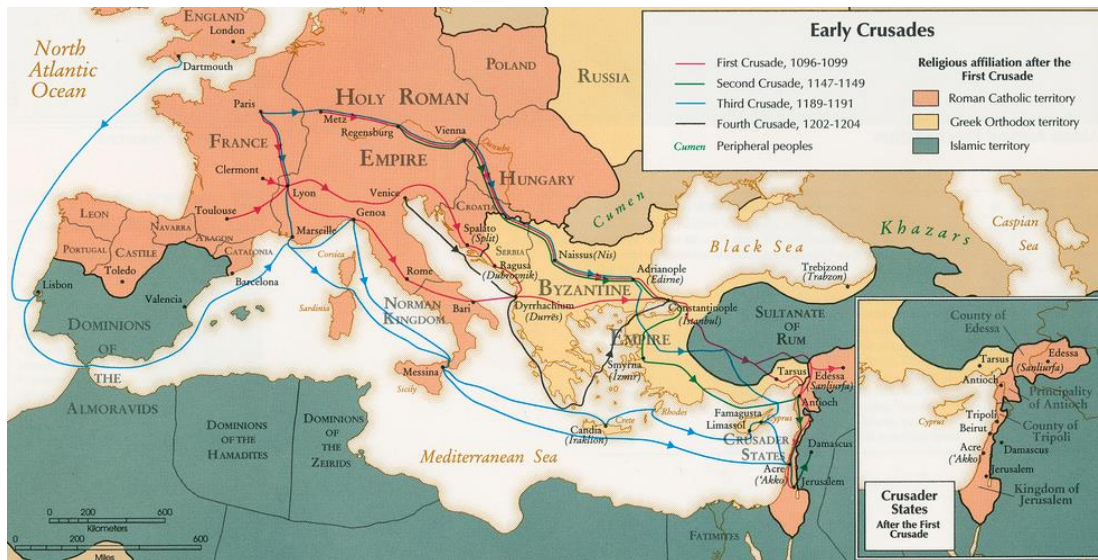 Early Crusades
First Crusade, 1096-1099
Second Crusade, 1147-1149
Third Crusade, 1189-1191
Fourth Crusade, 1202-1204
Cumen Peripheral peoples
Religious affiliation after the
First Crusade
Roman Catholic territory
Greek Orthodox territory
Islamic territory
North
Atlantic
Ocean
ENGLAND
London
Dartmouth
Paris
Metz
HOLY ROMAN
EMPIRE
Regensburg
Vienna
Danube
POLAND
RUSSIA
FRANCE
Clermont
Lyon
Toulouse
Marseille
Genoa
Venice
HUNGARY
CROATIA
Cumen
Spalato
(Split)
SERBIA
Ragusa
(Dubrovnik)
Naissus (Nis)
LEON
NAVARRA
ARAGON
CATALONIA
PORTUGAL
CASTILE
Toledo
Barcelona
Lisbon
Valencia
DOMINIONS
OF
THE
ALMORAVIDS
Corsica
Sardinia
Rome
NORMAN
KINGDOM
Bari
Messina
Sicily
Dyrrhachium
(Durrës)
BYZANTINE
EMPIRE
Adrianople
(Edirne)
Constantinople
(Istanbul)
Black Sea
Khazars
Caspian
Sea
Trebizond
(Trabzon)
SULTANATE
OF
RUM
Smyrna
(Izmir)
Tarsus
Edessa
(Sanliurfa)
Antioch
Rhodes
Crete
Candia
(Iraklion)
Famagusta
Limassol
Cyprus
CRUSADER
STATES
Damascus
Acre
('Akko)
Jerusalem
Mediterranean Sea
DOMINIONS
OF THE
HAMADITES
DOMINIONS
OF THE
ZEIRIDS
FATIMITES
600 0 600
Kilometers
600 0 600
Miles
County of
Edessa
Tarsus
Edessa
(Sanliurfa)
Antioch
Principality
of Antioch
Cyprus
Tripoli
County of
Tripoli
Beirut
Damascus
Acre
('Akko)
Jerusalem
Kingdom of
Jerusalem
Crusader
States
After the First
Crusade